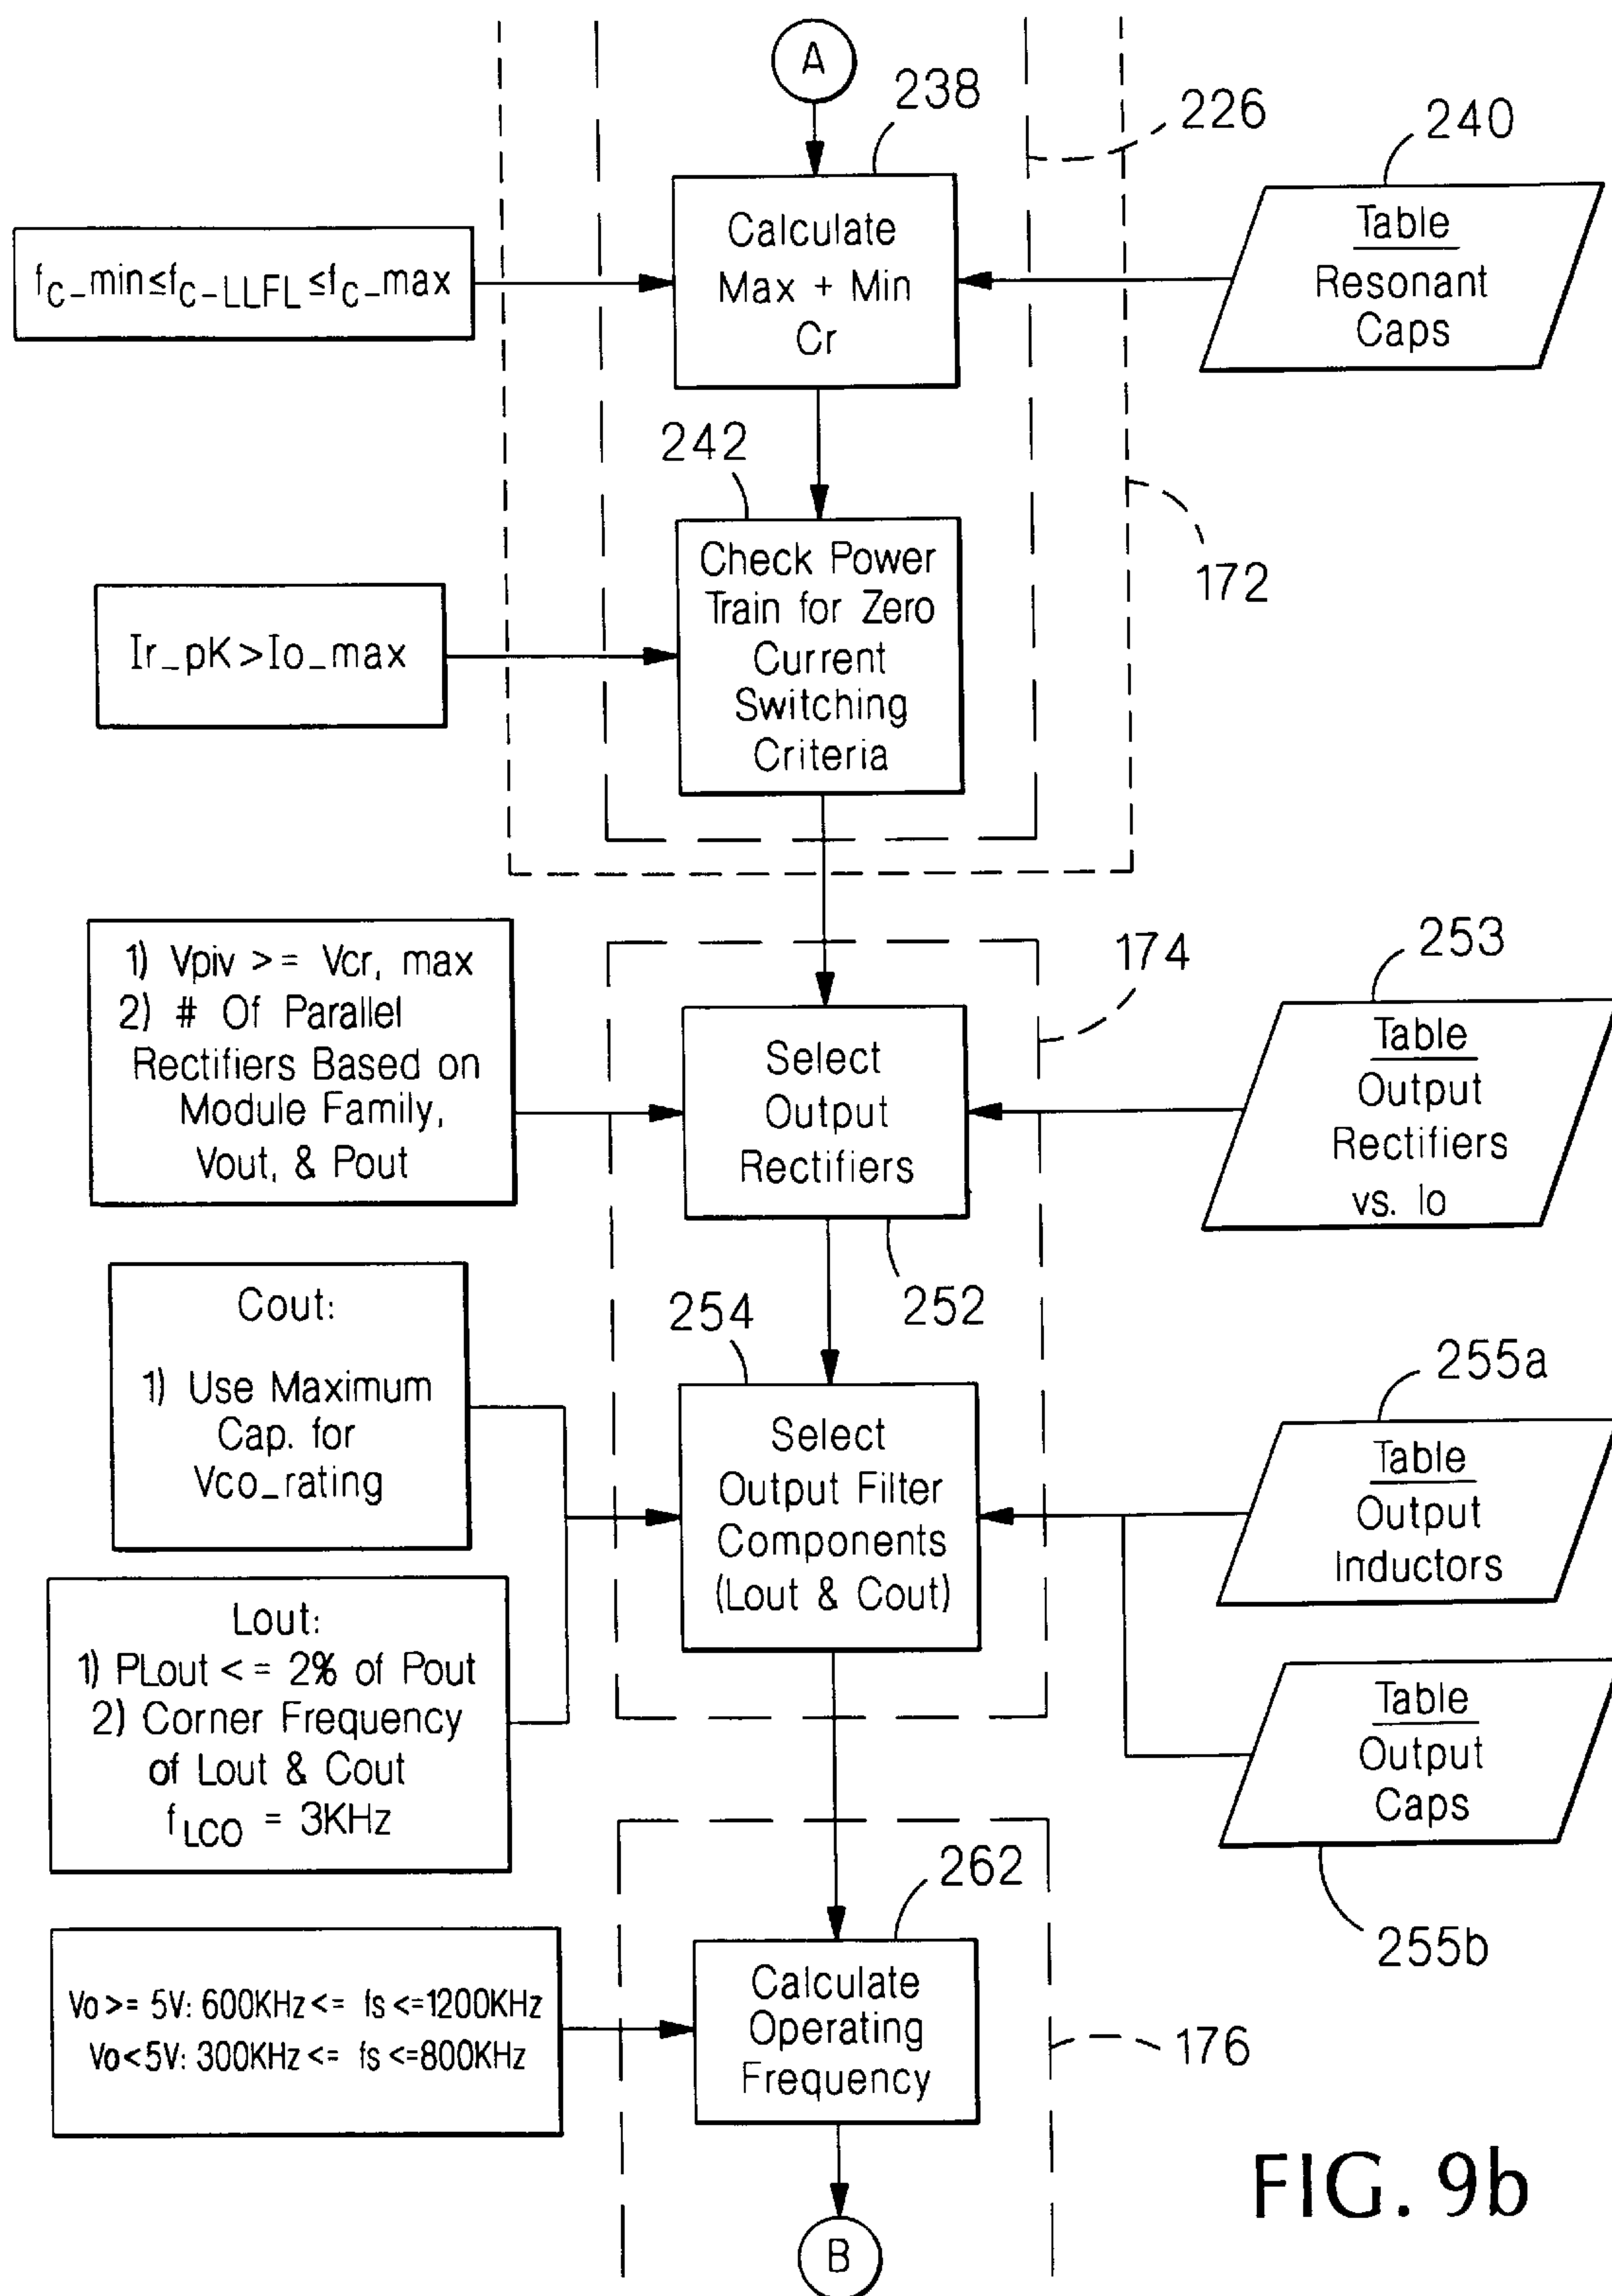 A
238
226
240
fc-min≤fc-LLFL≤fc-max
Calculate
Max + Min
Cr
Table
Resonant
Caps
242
172
Ir_pK>Io_max
Check Power
Train for Zero
Current
Switching
Criteria
1) Vpiv >= Vcr, max
2) # Of Parallel
Rectifiers Based on
Module Family,
Vout, & Pout
174
253
Select
Output
Rectifiers
Table
Output
Rectifiers
vs. Io
252
Cout:
1) Use Maximum
Cap. for
Vco_rating
254
255a
Select
Output Filter
Components
(Lout & Cout)
Table
Output
Inductors
Lout:
1) PLout <= 2% of Pout
2) Corner Frequency
of Lout & Cout
fLCO = 3KHz
Table
Output
Caps
255b
262
Vo >= 5V: 600KHz <= fs <=1200KHz
Vo<5V: 300KHz <= fs <=800KHz
Calculate
Operating
Frequency
176
B
FIG. 9b